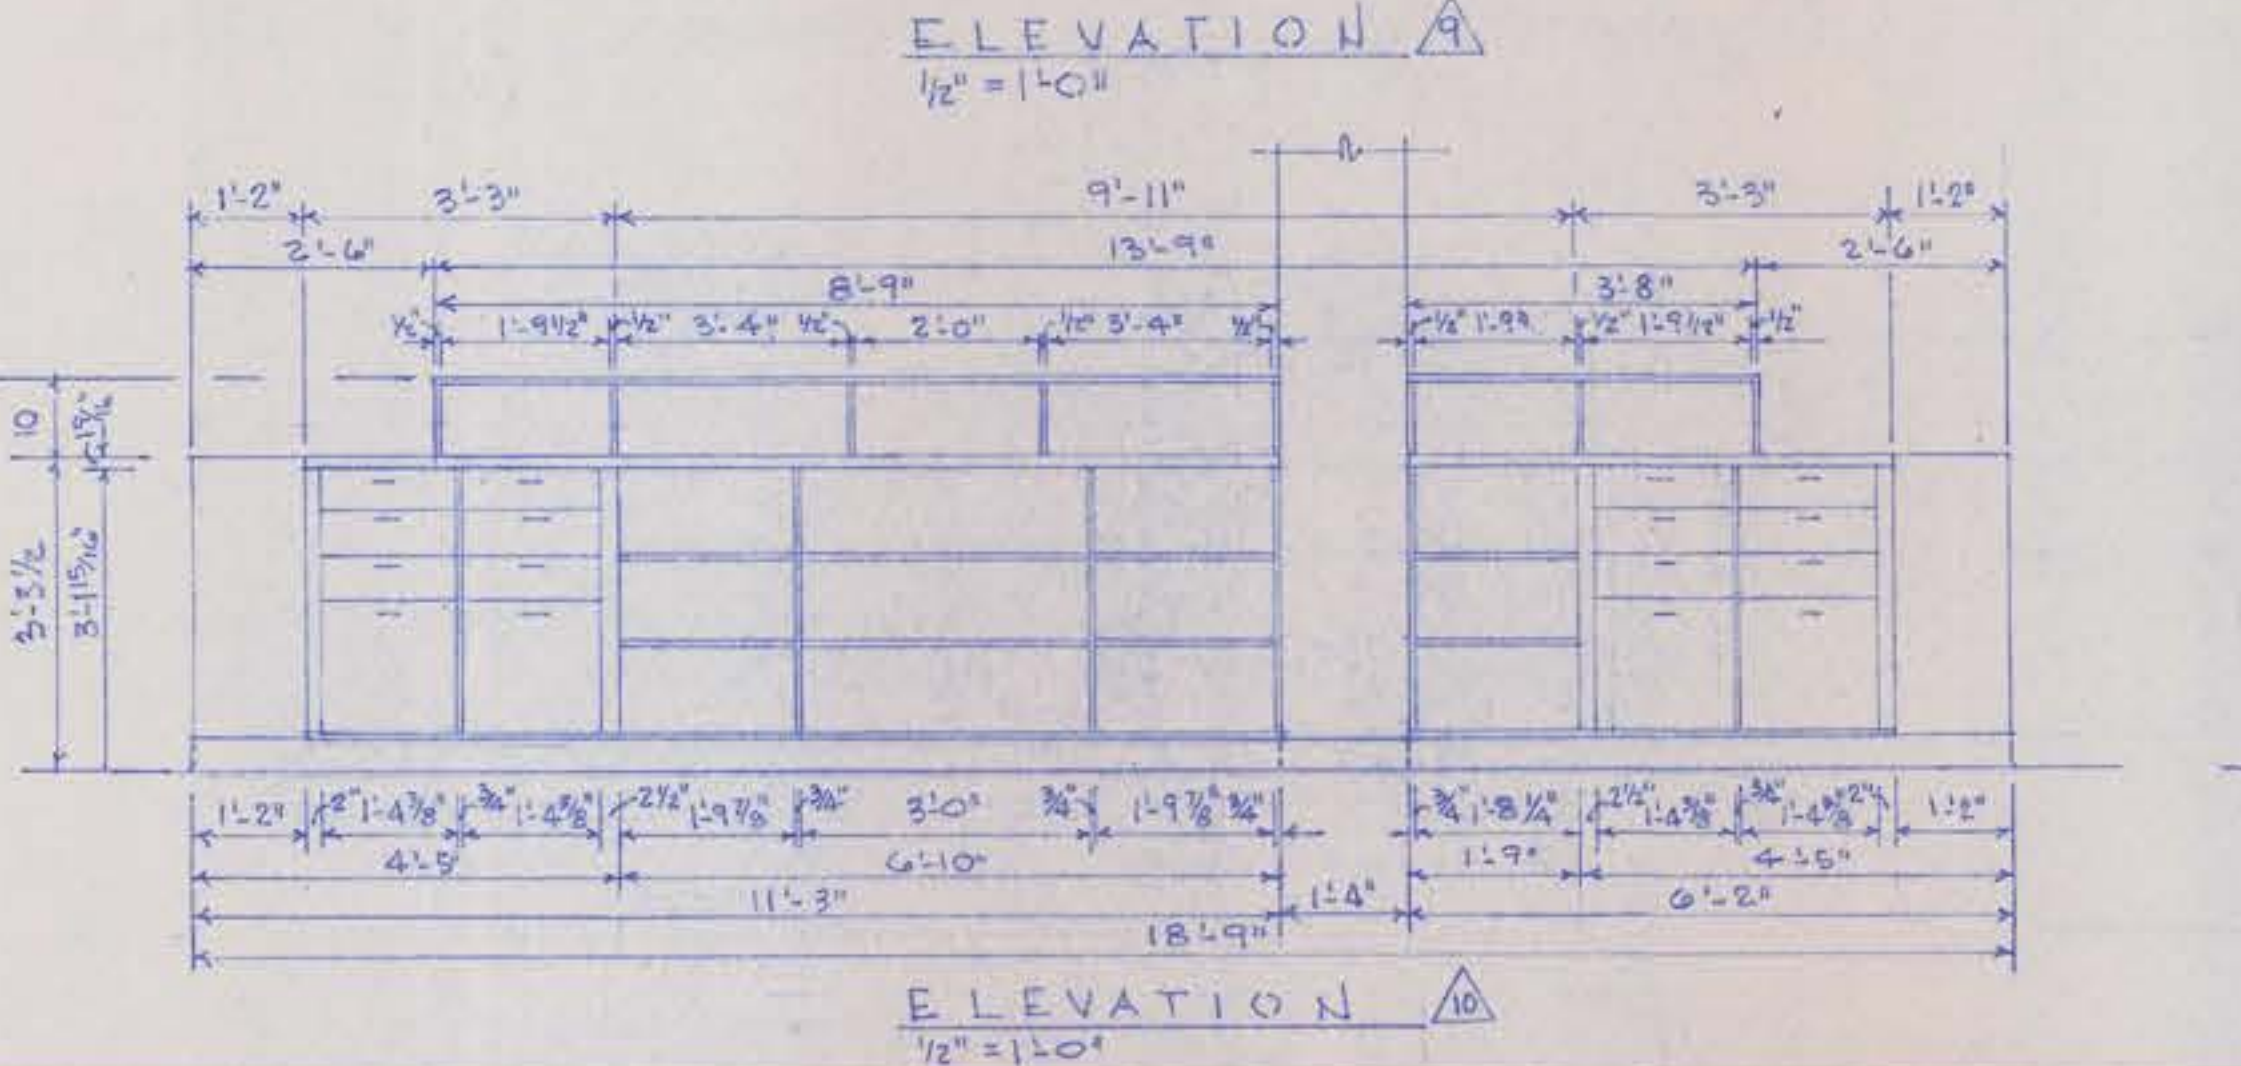 ELEVATION 9
1/2" = 1'-0"
1'-2" 3'-3" 9'-11" 3'-3" 1'-2"
2'-6" 13'-9" 2'-6"
8'-9" 3'-8"
1/2" 1'-9 1/2" 1/2" 3'-4" 1/2" 2'-0" 1/2" 3'-4" 1/2" 1/2" 1'-9" 1/2" 1'-9 1/2" 1/2"
10
3'-3 1/2
3'-1 15/16"
1'-2" 2" 1'-4 7/8" 3/4" 1'-4 3/8" 2 1/2" 1'-9 7/8" 3/4" 3'-0" 3/4" 1'-9 7/8" 3/4" 3/4" 1'-8 1/4" 2 1/2" 1'-4 3/8" 3/4" 1'-4 3/8" 2" 1'-2"
4'-5" 6'-10" 1'-9" 4'-5"
11'-3" 1'-4" 6'-2"
18'-9"
ELEVATION 10
1/2" = 1'-0"